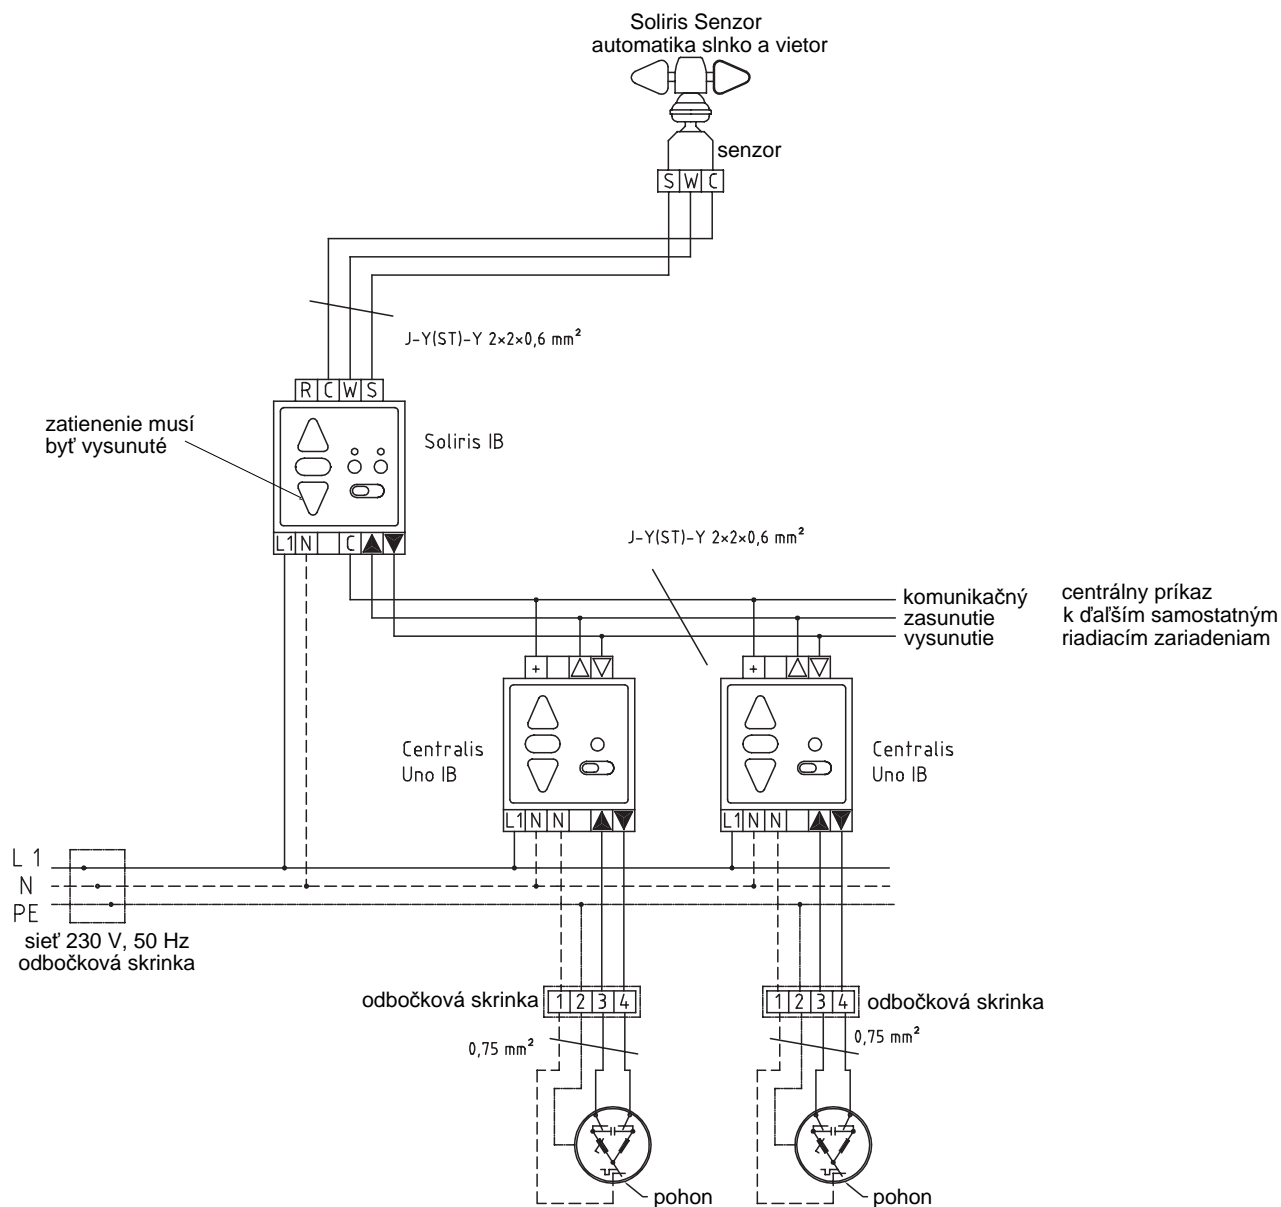 Soliris Senzor
automatika slnko a vietor
senzor
S W C
J-Y(ST)-Y 2×2×0,6 mm²
R C W S
zatienenie musí
byť vysunuté
Soliris IB
L1 N C ▲ ▼
J-Y(ST)-Y 2×2×0,6 mm²
komunikačný
zasunutie
vysunutie
centrálny príkaz
k ďaľším samostatným
riadiacím zariadeniam
+ △ ▽
+ △ ▽
Centralis
Uno IB
Centralis
Uno IB
L1 N N ▲ ▼
L1 N N ▲ ▼
L 1
N
PE
sieť 230 V, 50 Hz
odbočková skrinka
odbočková skrinka
1 2 3 4
1 2 3 4
odbočková skrinka
0,75 mm²
0,75 mm²
pohon
pohon